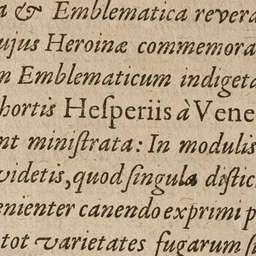 a & Emblematica revera
ujus Heroinæ commemora
n Emblematicum indigeta
hortis Heſperiis à Vene
nt miniſtrata: In modulis
videtis, quod ſingula diſtic
enienter canendo exprimi p
tot varietates fugarum ſi